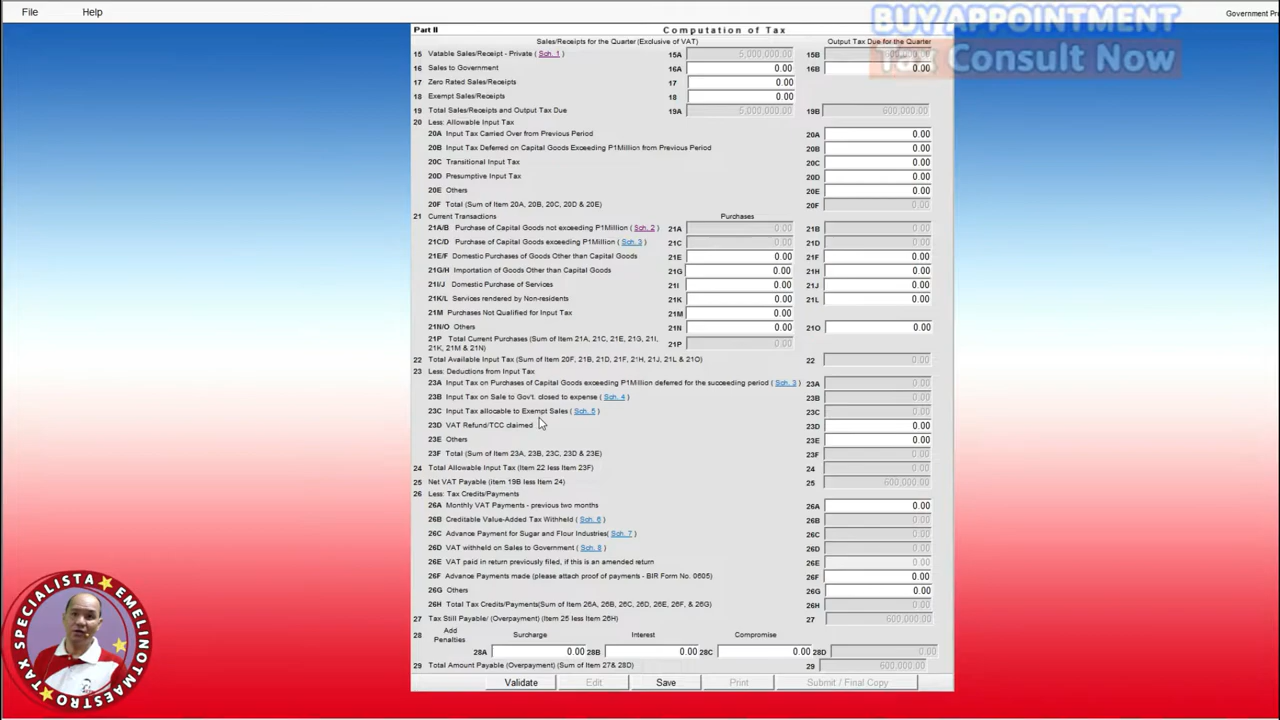 File Help Government Pr
BUY APPOINTMENT
Tax Consult Now
Part II Computation of Tax
Sales/Receipts for the Quarter (Exclusive of VAT) Output Tax Due for the Quarter
15 Vatable Sales/Receipt - Private ( Sch. 1 ) 15A 5,000,000.00 15B 600,000.00
16 Sales to Government 16A 0.00 16B 0.00
17 Zero Rated Sales/Receipts 17 0.00
18 Exempt Sales/Receipts 18 0.00
19 Total Sales/Receipts and Output Tax Due 19A 5,000,000.00 19B 600,000.00
20 Less: Allowable Input Tax
20A Input Tax Carried Over from Previous Period 20A 0.00
20B Input Tax Deferred on Capital Goods Exceeding P1Million from Previous Period 20B 0.00
20C Transitional Input Tax 20C 0.00
20D Presumptive Input Tax 20D 0.00
20E Others 20E 0.00
20F Total (Sum of Item 20A, 20B, 20C, 20D & 20E) 20F 0.00
21 Current Transactions Purchases
21A/B Purchase of Capital Goods not exceeding P1Million ( Sch. 2 ) 21A 0.00 21B 0.00
21C/D Purchase of Capital Goods exceeding P1Million ( Sch. 3 ) 21C 0.00 21D 0.00
21E/F Domestic Purchases of Goods Other than Capital Goods 21E 0.00 21F 0.00
21G/H Importation of Goods Other than Capital Goods 21G 0.00 21H 0.00
21I/J Domestic Purchase of Services 21I 0.00 21J 0.00
21K/L Services rendered by Non-residents 21K 0.00 21L 0.00
21M Purchases Not Qualified for Input Tax 21M 0.00
21N/O Others 21N 0.00 21O 0.00
21P Total Current Purchases (Sum of Item 21A, 21C, 21E, 21G, 21I,
21K, 21M & 21N) 21P 0.00
22 Total Available Input Tax (Sum of Item 20F, 21B, 21D, 21F, 21H, 21J, 21L & 21O) 22 0.00
23 Less: Deductions from Input Tax
23A Input Tax on Purchases of Capital Goods exceeding P1Million deferred for the succeeding period ( Sch. 3 ) 23A 0.00
23B Input Tax on Sale to Gov't. closed to expense ( Sch. 4 ) 23B 0.00
23C Input Tax allocable to Exempt Sales ( Sch. 5 ) 23C 0.00
23D VAT Refund/TCC claimed 23D 0.00
23E Others 23E 0.00
23F Total (Sum of Item 23A, 23B, 23C, 23D & 23E) 23F 0.00
24 Total Allowable Input Tax (Item 22 less Item 23F) 24 0.00
25 Net VAT Payable (item 19B less Item 24) 25 600,000.00
26 Less: Tax Credits/Payments
26A Monthly VAT Payments - previous two months 26A 0.00
26B Creditable Value-Added Tax Withheld ( Sch. 6 ) 26B 0.00
26C Advance Payment for Sugar and Flour Industries( Sch. 7 ) 26C 0.00
26D VAT withheld on Sales to Government ( Sch. 8 ) 26D 0.00
26E VAT paid in return previously filed, if this is an amended return 26E 0.00
26F Advance Payments made (please attach proof of payments - BIR Form No. 0605) 26F 0.00
26G Others 26G 0.00
26H Total Tax Credits/Payments(Sum of Item 26A, 26B, 26C, 26D, 26E, 26F, & 26G) 26H 0.00
27 Tax Still Payable/ (Overpayment) (Item 25 less Item 26H) 27 600,000.00
28 Add Penalties Surcharge Interest Compromise
28A 0.00 28B 0.00 28C 0.00 28D 0.00
29 Total Amount Payable (Overpayment) (Sum of Item 27& 28D) 29 600,000.00
Validate Edit Save Print Submit / Final Copy
TAX SPECIALISTA EMELINOTMAESTRO